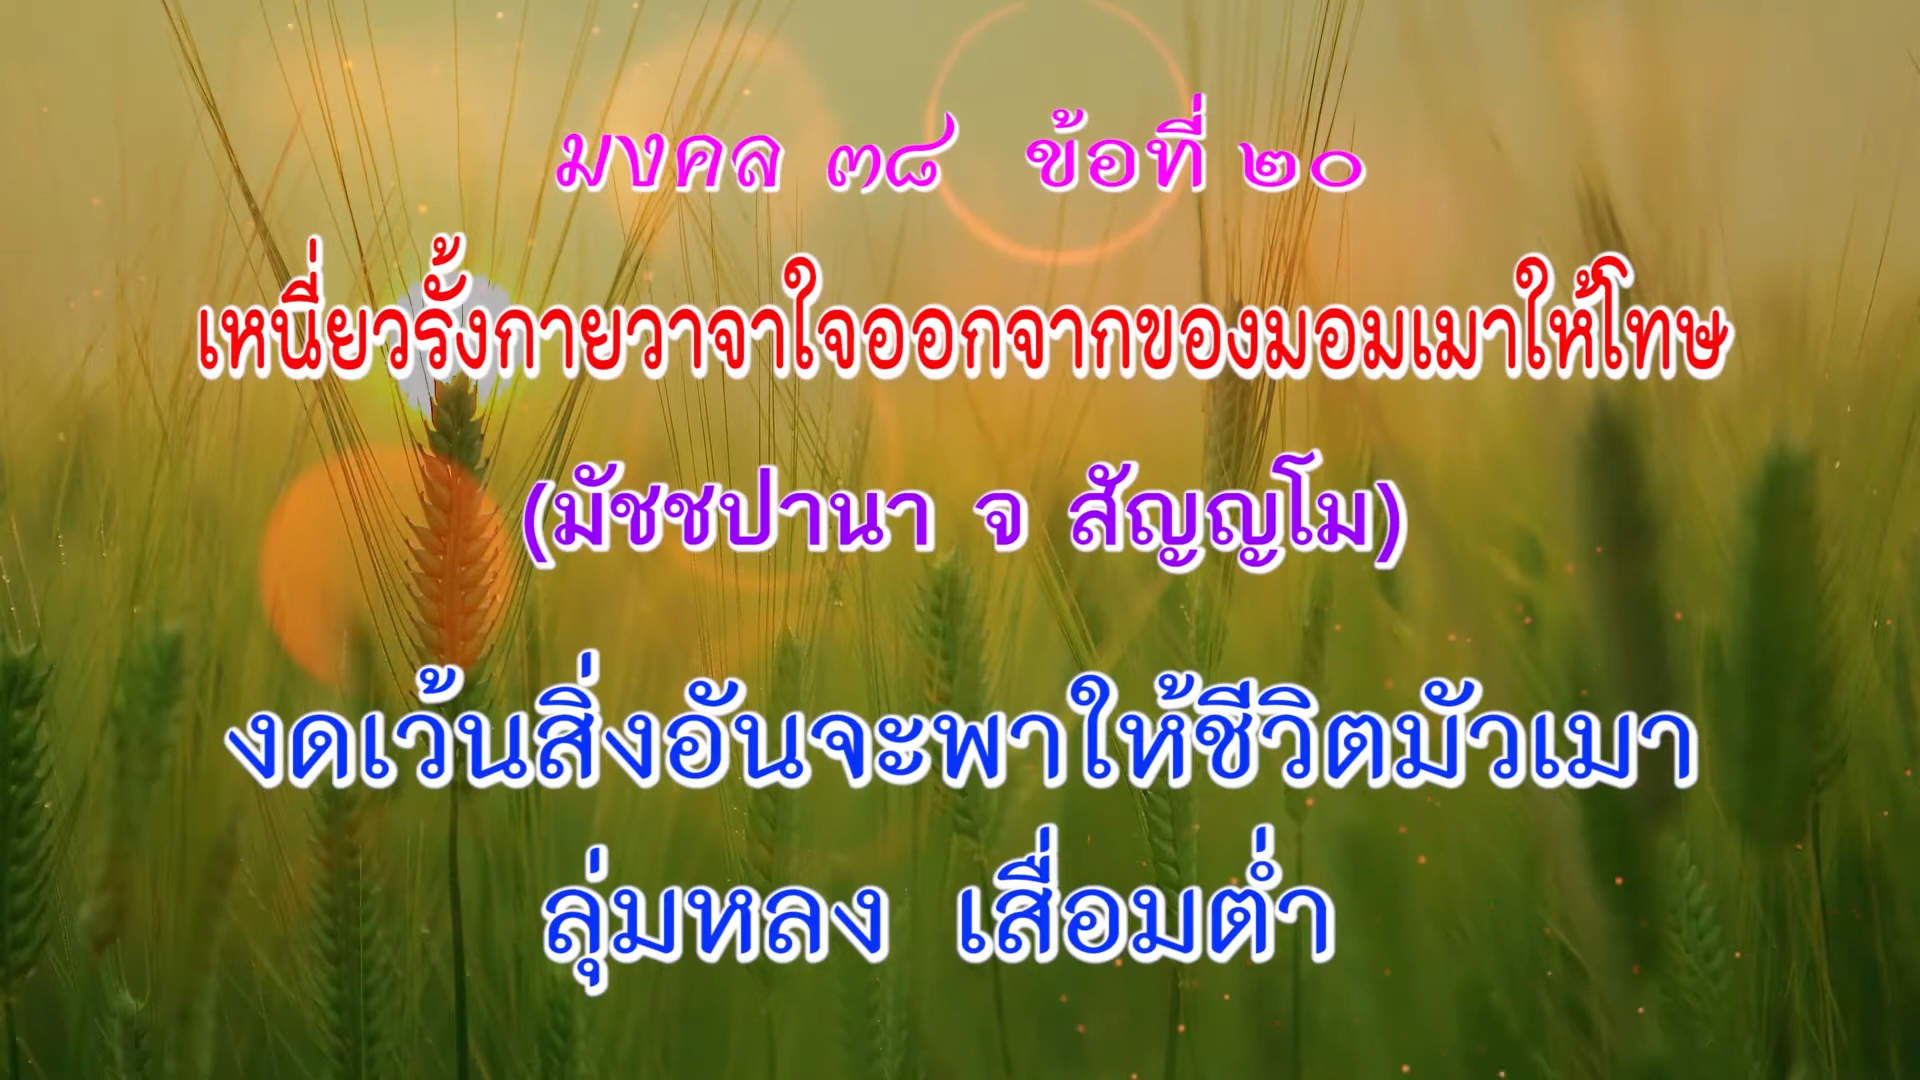 มงคล ๓๘ ข้อที่ ๒๐
เหนี่ยวรั้งกายวาจาใจออกจากของมอมเมาให้โทษ
(มัชชปานา จ สัญญโม)
งดเว้นสิ่งอันจะพาให้ชีวิตมัวเมา
ลุ่มหลง เสื่อมต่ำ